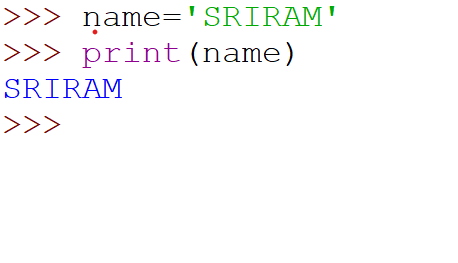 >>> name='SRIRAM'
>>> print(name)
SRIRAM
>>>